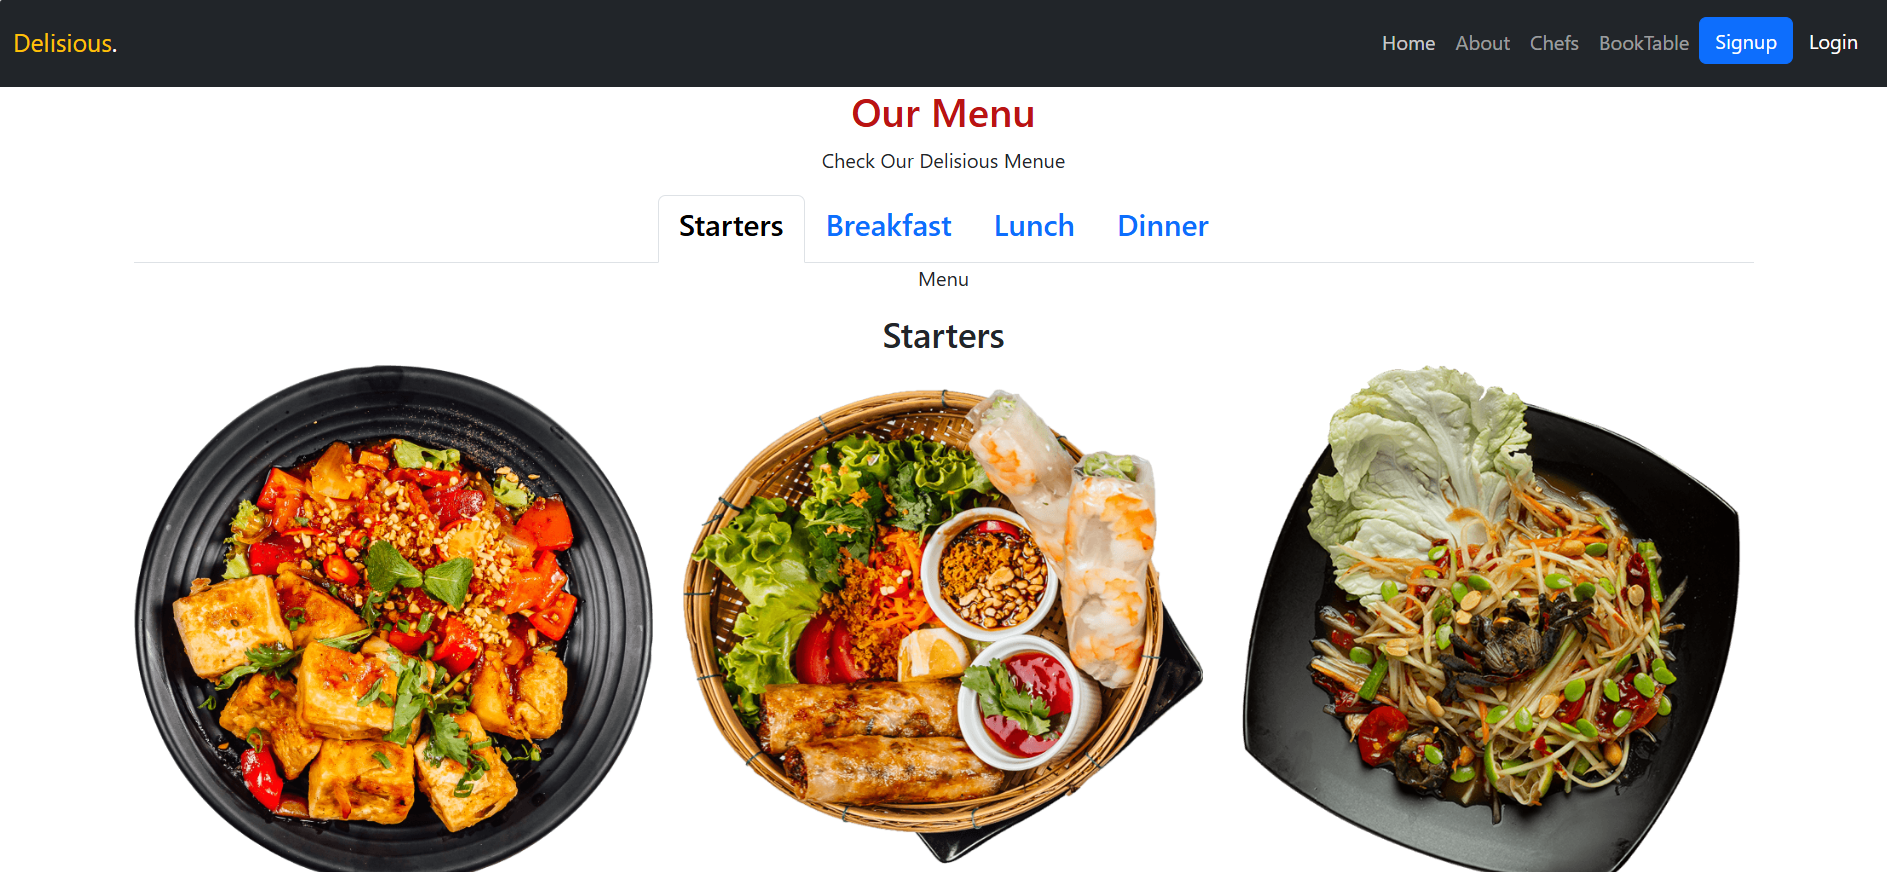 Delisious.
Home About Chefs BookTable Signup Login
Our Menu
Check Our Delisious Menue
Starters Breakfast Lunch Dinner
Menu
Starters